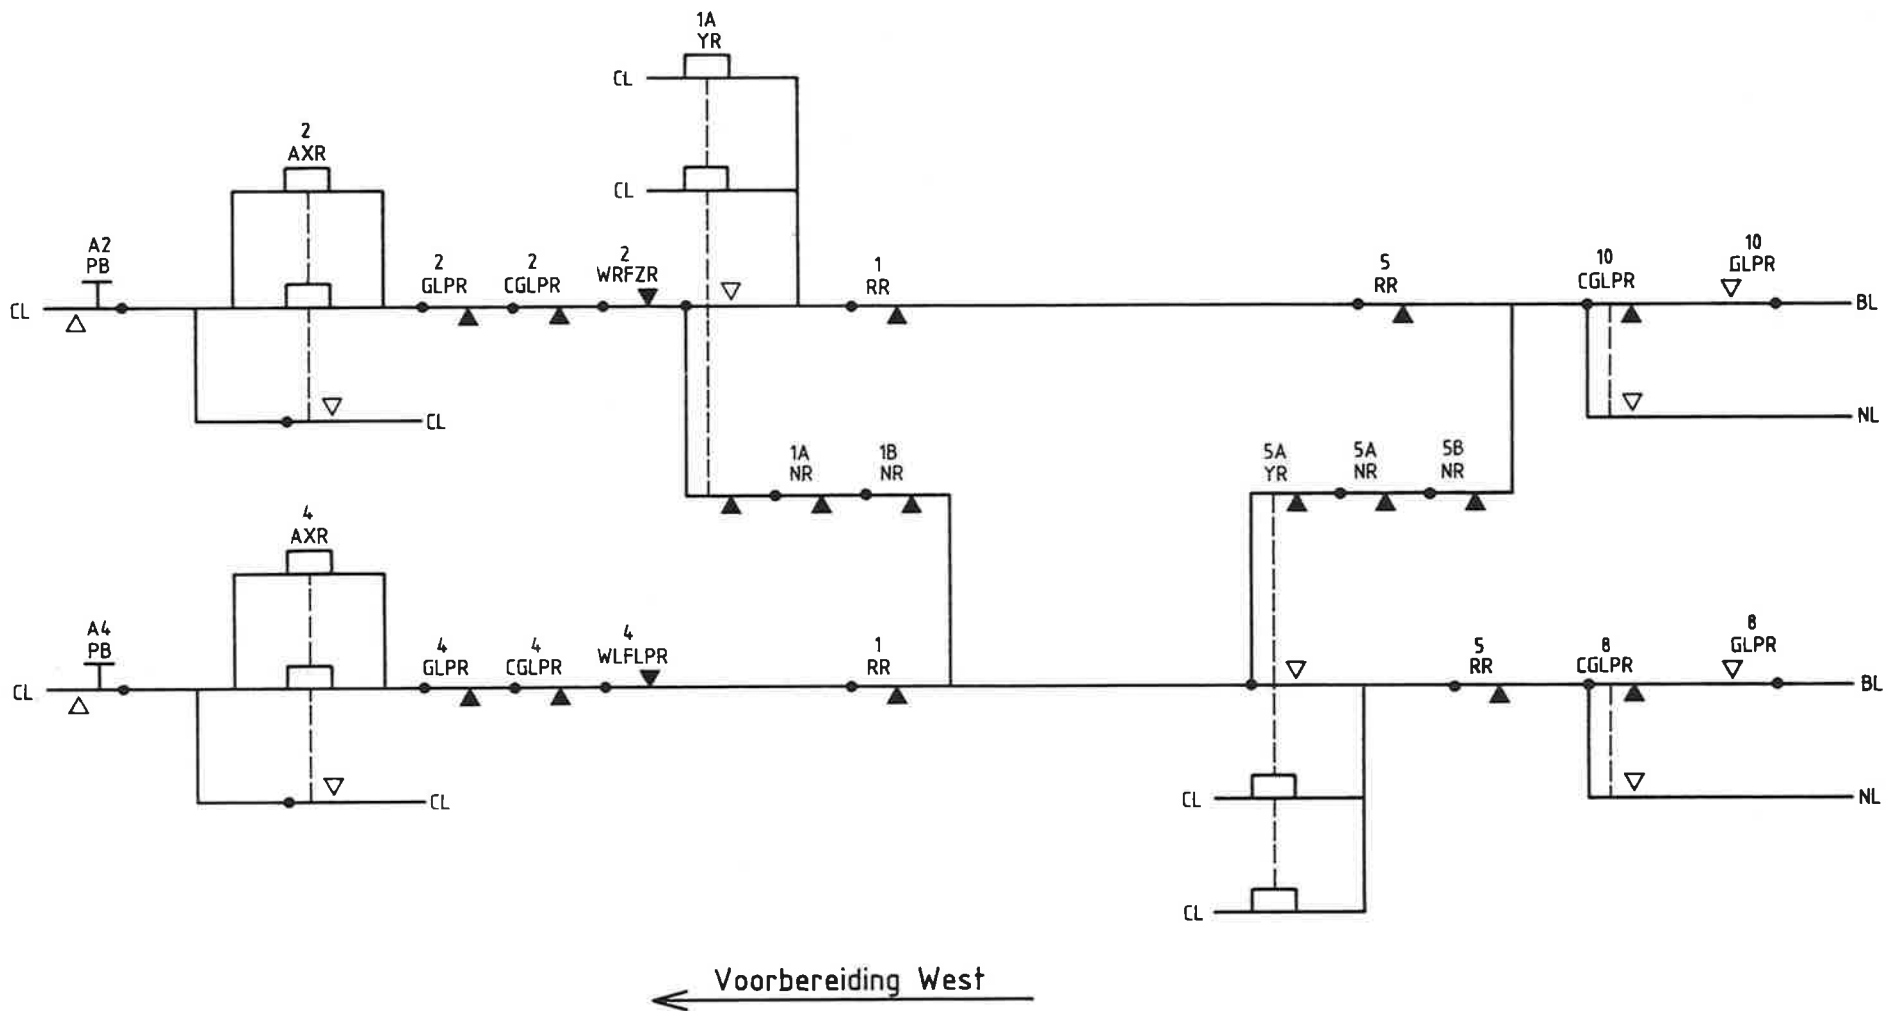 1A
YR
CL
2
AXR
CL
A2
PB
2
GLPR
2
CGLPR
2
WRFZR
1
RR
5
RR
10
CGLPR
10
GLPR
CL
BL
CL
NL
1A
NR
1B
NR
5A
YR
5A
NR
5B
NR
4
AXR
A4
PB
4
GLPR
4
CGLPR
4
WLFLPR
1
RR
5
RR
8
CGLPR
8
GLPR
CL
BL
CL
CL
NL
CL
Voorbereiding West